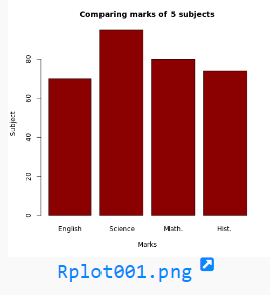 Comparing marks of 5 subjects
Subject
80
60
40
20
0
English Science Math. Hist.
Marks
Rplot001.png